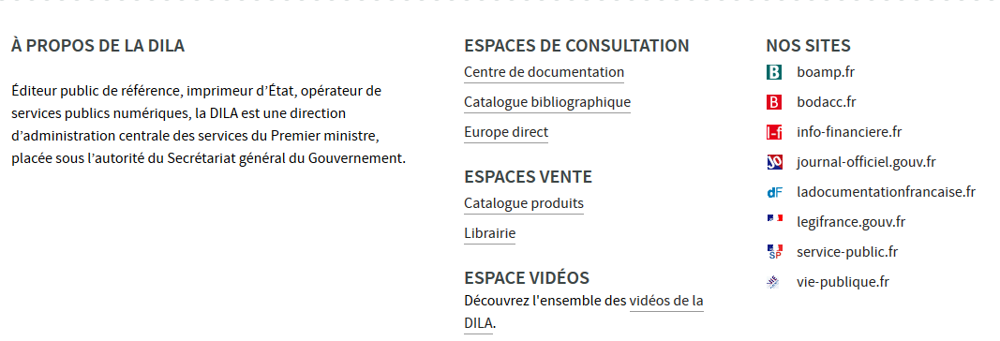 À PROPOS DE LA DILA
Éditeur public de référence, imprimeur d’État, opérateur de
services publics numériques, la DILA est une direction
d’administration centrale des services du Premier ministre,
placée sous l’autorité du Secrétariat général du Gouvernement.
ESPACES DE CONSULTATION
Centre de documentation
Catalogue bibliographique
Europe direct
ESPACES VENTE
Catalogue produits
Librairie
ESPACE VIDÉOS
Découvrez l'ensemble des vidéos de la
DILA.
NOS SITES
B boamp.fr
B bodacc.fr
I-f info-financiere.fr
JO journal-officiel.gouv.fr
dF ladocumentationfrancaise.fr
legifrance.gouv.fr
SP service-public.fr
vie-publique.fr